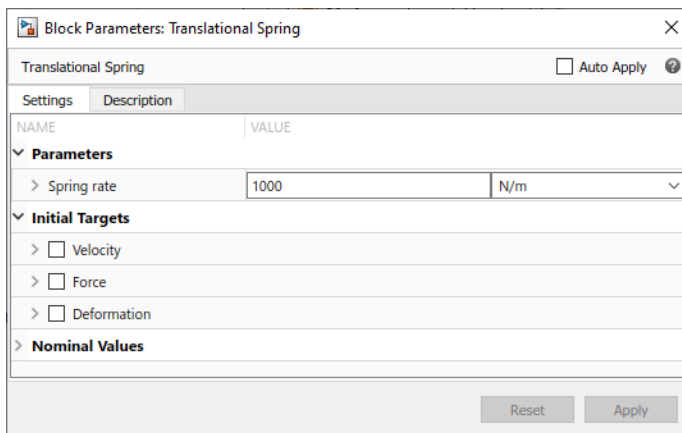 Block Parameters: Translational Spring
Translational Spring Auto Apply
Settings Description
NAME VALUE
Parameters
Spring rate 1000 N/m
Initial Targets
Velocity
Force
Deformation
Nominal Values
Reset Apply